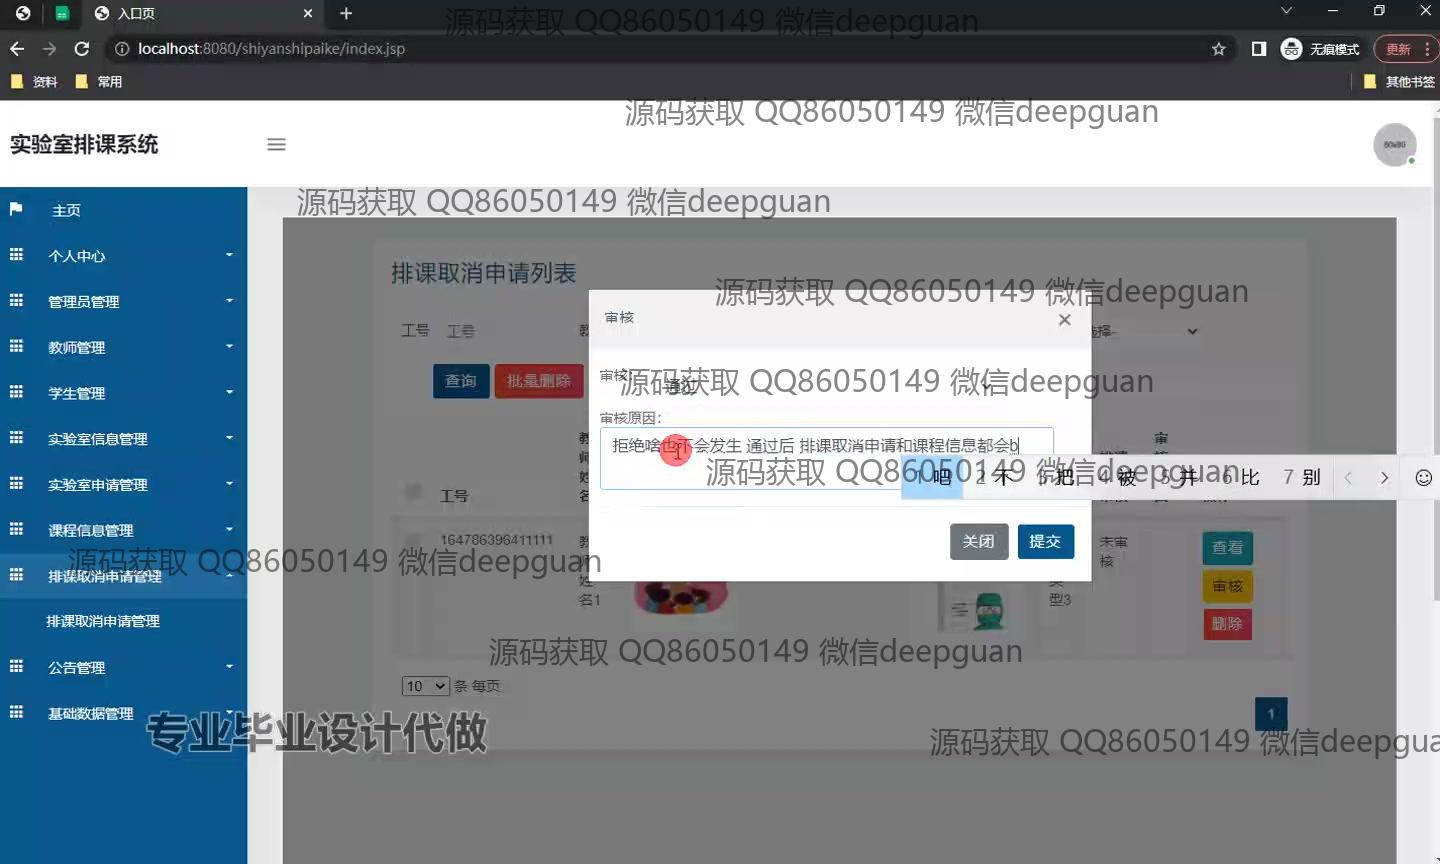 入口页
localhost:8080/shiyanshipaike/index.jsp
无痕模式
更新
资料
常用
其他书签
源码获取 QQ86050149 微信deepguan
源码获取 QQ86050149 微信deepguan
实验室排课系统
源码获取 QQ86050149 微信deepguan
主页
个人中心
管理员管理
教师管理
学生管理
实验室信息管理
实验室申请管理
课程信息管理
排课取消申请管理
排课取消申请管理
公告管理
基础数据管理
排课取消申请列表
源码获取 QQ86050149 微信deepguan
工号 工号
查询 批量删除
审核
×
审核:
通过
源码获取 QQ86050149 微信deepguan
审核原因:
拒绝啥也不会发生 通过后 排课取消申请和课程信息都会b
1 吧 2 不 3 把 4 被 5 并 6 比 7 别
源码获取 QQ86050149 微信deepguan
关闭 提交
工号
164786396411111
名1
型3
未审
核
查看
审核
删除
源码获取 QQ86050149 微信deepguan
源码获取 QQ86050149 微信deepguan
10 条 每页
1
专业毕业设计代做
源码获取 QQ86050149 微信deepgua